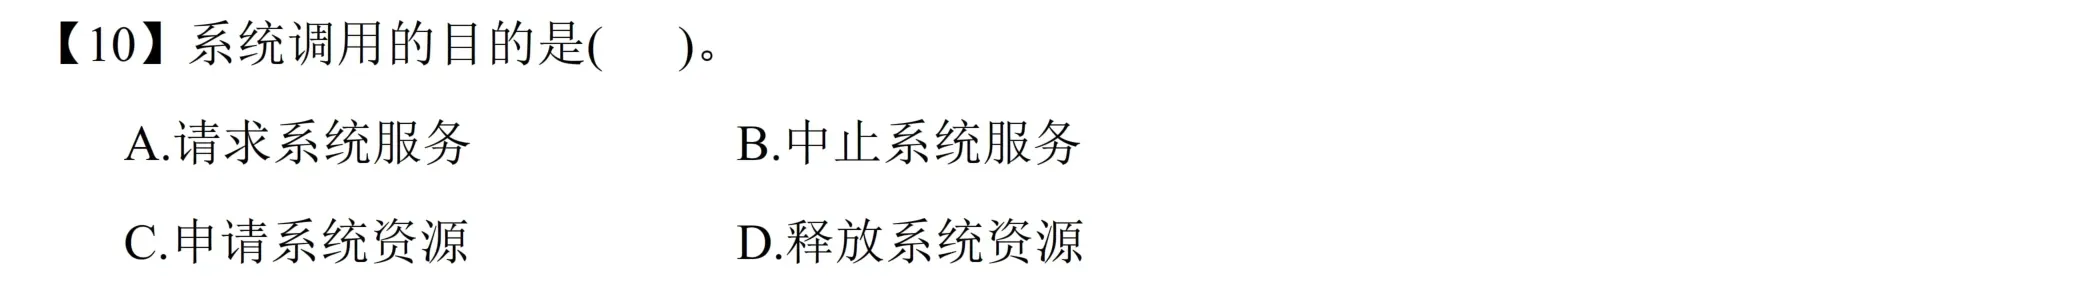 【10】系统调用的目的是(  )。
A.请求系统服务 B.中止系统服务
C.申请系统资源 D.释放系统资源